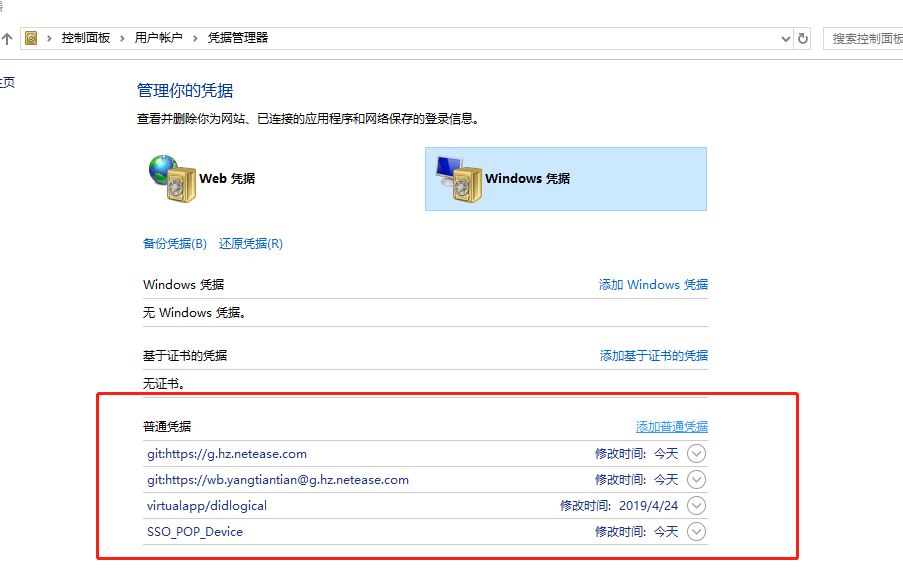 控制面板 › 用户帐户 › 凭据管理器
搜索控制面板
主页
管理你的凭据
查看并删除你为网站、已连接的应用程序和网络保存的登录信息。
Web 凭据
Windows 凭据
备份凭据(B) 还原凭据(R)
Windows 凭据 添加 Windows 凭据
无 Windows 凭据。
基于证书的凭据 添加基于证书的凭据
无证书。
普通凭据 添加普通凭据
git:https://g.hz.netease.com 修改时间: 今天
git:https://wb.yangtiantian@g.hz.netease.com 修改时间: 今天
virtualapp/didlogical 修改时间: 2019/4/24
SSO_POP_Device 修改时间: 今天